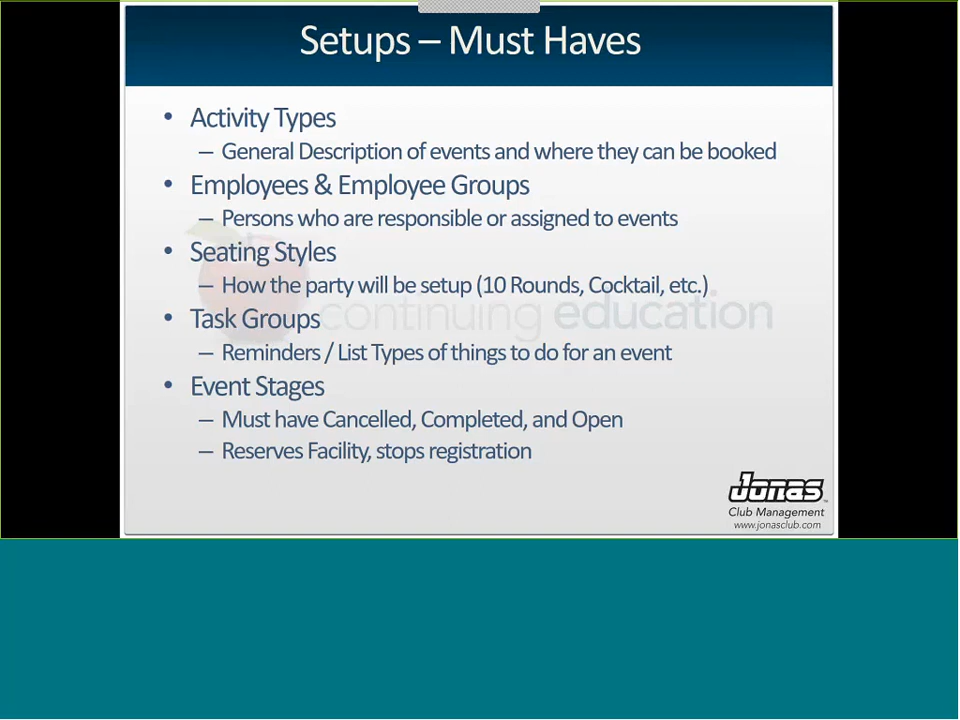 Setups – Must Haves
• Activity Types
– General Description of events and where they can be booked
• Employees & Employee Groups
– Persons who are responsible or assigned to events
• Seating Styles
– How the party will be setup (10 Rounds, Cocktail, etc.)
continuing education
• Task Groups
– Reminders / List Types of things to do for an event
• Event Stages
– Must have Cancelled, Completed, and Open
– Reserves Facility, stops registration
Jonas
Club Management
www.jonasclub.com